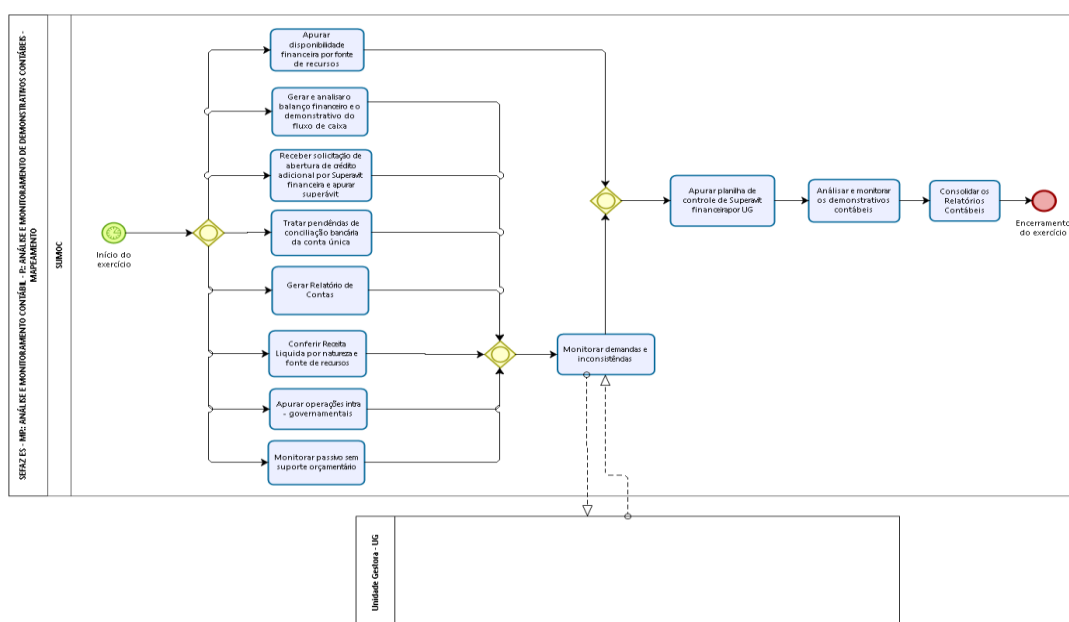 SEFAZ ES - MP.: ANÁLISE E MONITORAMENTO CONTÁBIL - P.: ANÁLISE E MONITORAMENTO DE DEMONSTRATIVOS CONTÁBEIS -
MAPEAMENTO
SUMOC
Início do
exercício
Apurar
disponibilidade
financeira por fonte
de recursos
Gerar e analisar o
balanço financeiro e o
demonstrativo do
fluxo de caixa
Receber solicitação de
abertura de crédito
adicional por Superavit
financeira e apurar
superávit
Tratar pendências de
conciliação bancária
da conta única
Gerar Relatório de
Contas
Conferir Receita
Liquida por natureza e
fonte de recursos
Apurar operações intra
- governamentais
Monitorar passivo sem
suporte orçamentário
Monitorar demandas e
inconsistências
Apurar planilha de
controle de Superavit
financeirapor UG
Análisar e monitorar
os demonstrativos
contábeis
Consolidar os
Relatórios
Contábeis
Encerramento
do exercício
Unidade Gestora - UG